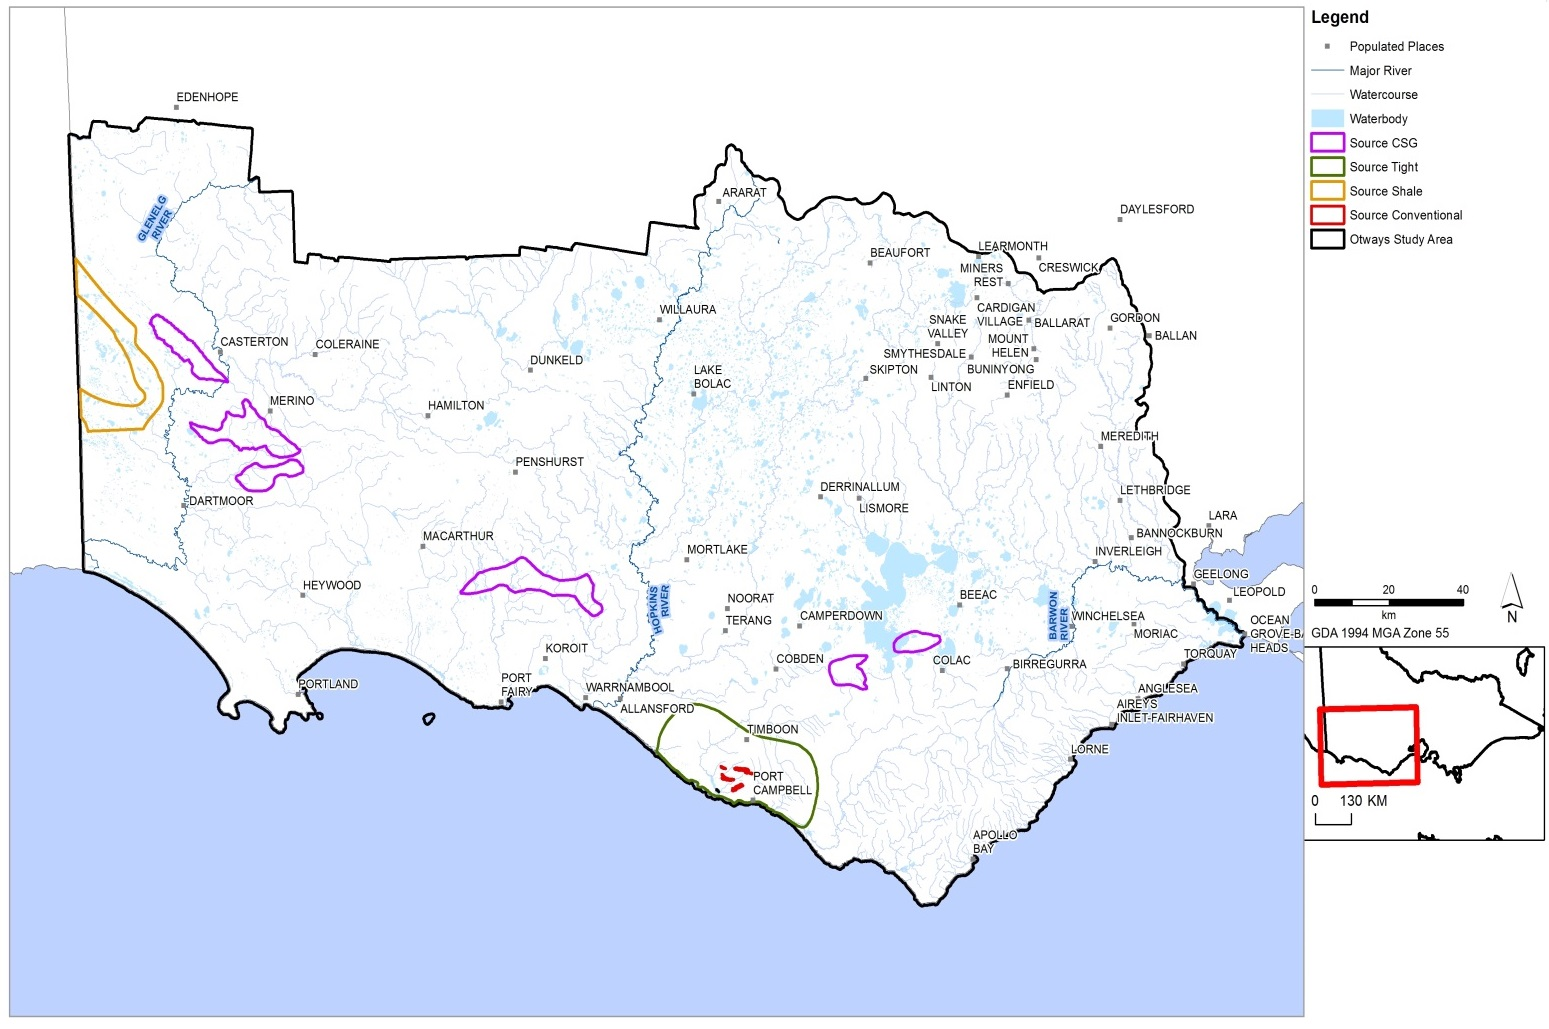 EDENHOPE
GLENELG
RIVER
ARARAT
DAYLESFORD
BEAUFORT
LEARMONTH
MINERS
REST
CRESWICK
WILLAURA
CARDIGAN
VILLAGE
SNAKE
VALLEY
BALLARAT
GORDON
BALLAN
MOUNT
HELEN
SMYTHESDALE
CASTERTON
COLERAINE
DUNKELD
LAKE
BOLAC
SKIPTON
BUNINYONG
LINTON
ENFIELD
MERINO
HAMILTON
MEREDITH
PENSHURST
DARTMOOR
DERRINALLUM
LISMORE
LETHBRIDGE
LARA
MACARTHUR
MORTLAKE
BANNOCKBURN
INVERLEIGH
GEELONG
LEOPOLD
HEYWOOD
HOPKINS
RIVER
NOORAT
TERANG
CAMPERDOWN
BEEAC
BARWON
RIVER
WINCHELSEA
MORIAC
OCEAN
GROVE-BA
HEADS
KOROIT
COBDEN
COLAC
BIRREGURRA
TORQUAY
PORTLAND
PORT
FAIRY
WARRNAMBOOL
ALLANSFORD
ANGLESEA
AIREYS
INLET-FAIRHAVEN
TIMBOON
LORNE
PORT
CAMPBELL
APOLLO
BAY
Legend
Populated Places
Major River
Watercourse
Waterbody
Source CSG
Source Tight
Source Shale
Source Conventional
Otways Study Area
0 20 40
km
N
GDA 1994 MGA Zone 55
0 130 KM